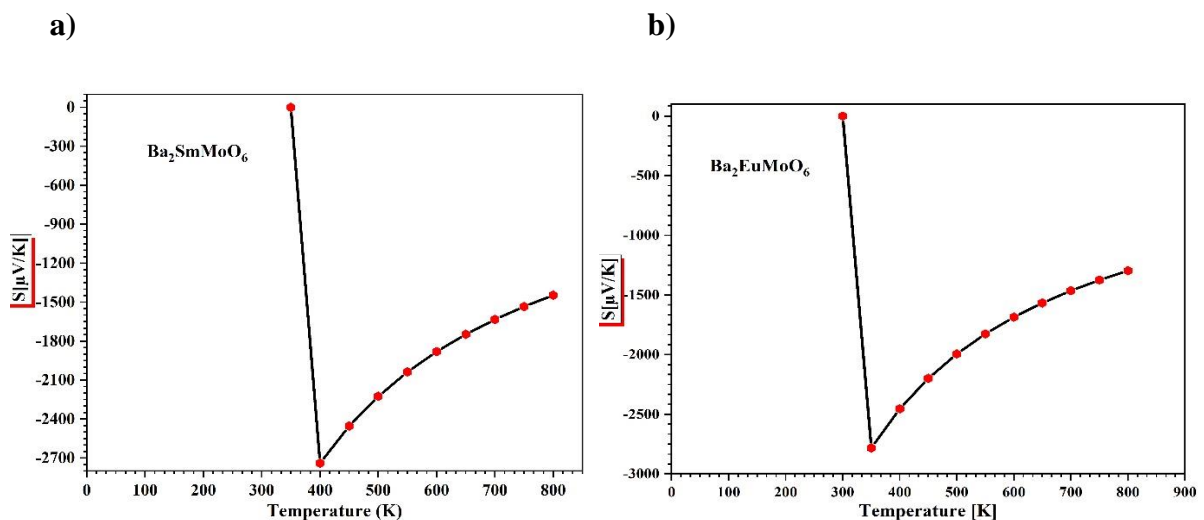 a)
b)
0
-300
-600
-900
-1200
-1500
-1800
-2100
-2400
-2700
S[µV/K]
Ba₂SmMoO₆
0 100 200 300 400 500 600 700 800
Temperature (K)
0
-500
-1000
-1500
-2000
-2500
-3000
S[µV/K]
Ba₂EuMoO₆
0 100 200 300 400 500 600 700 800 900
Temperature [K]